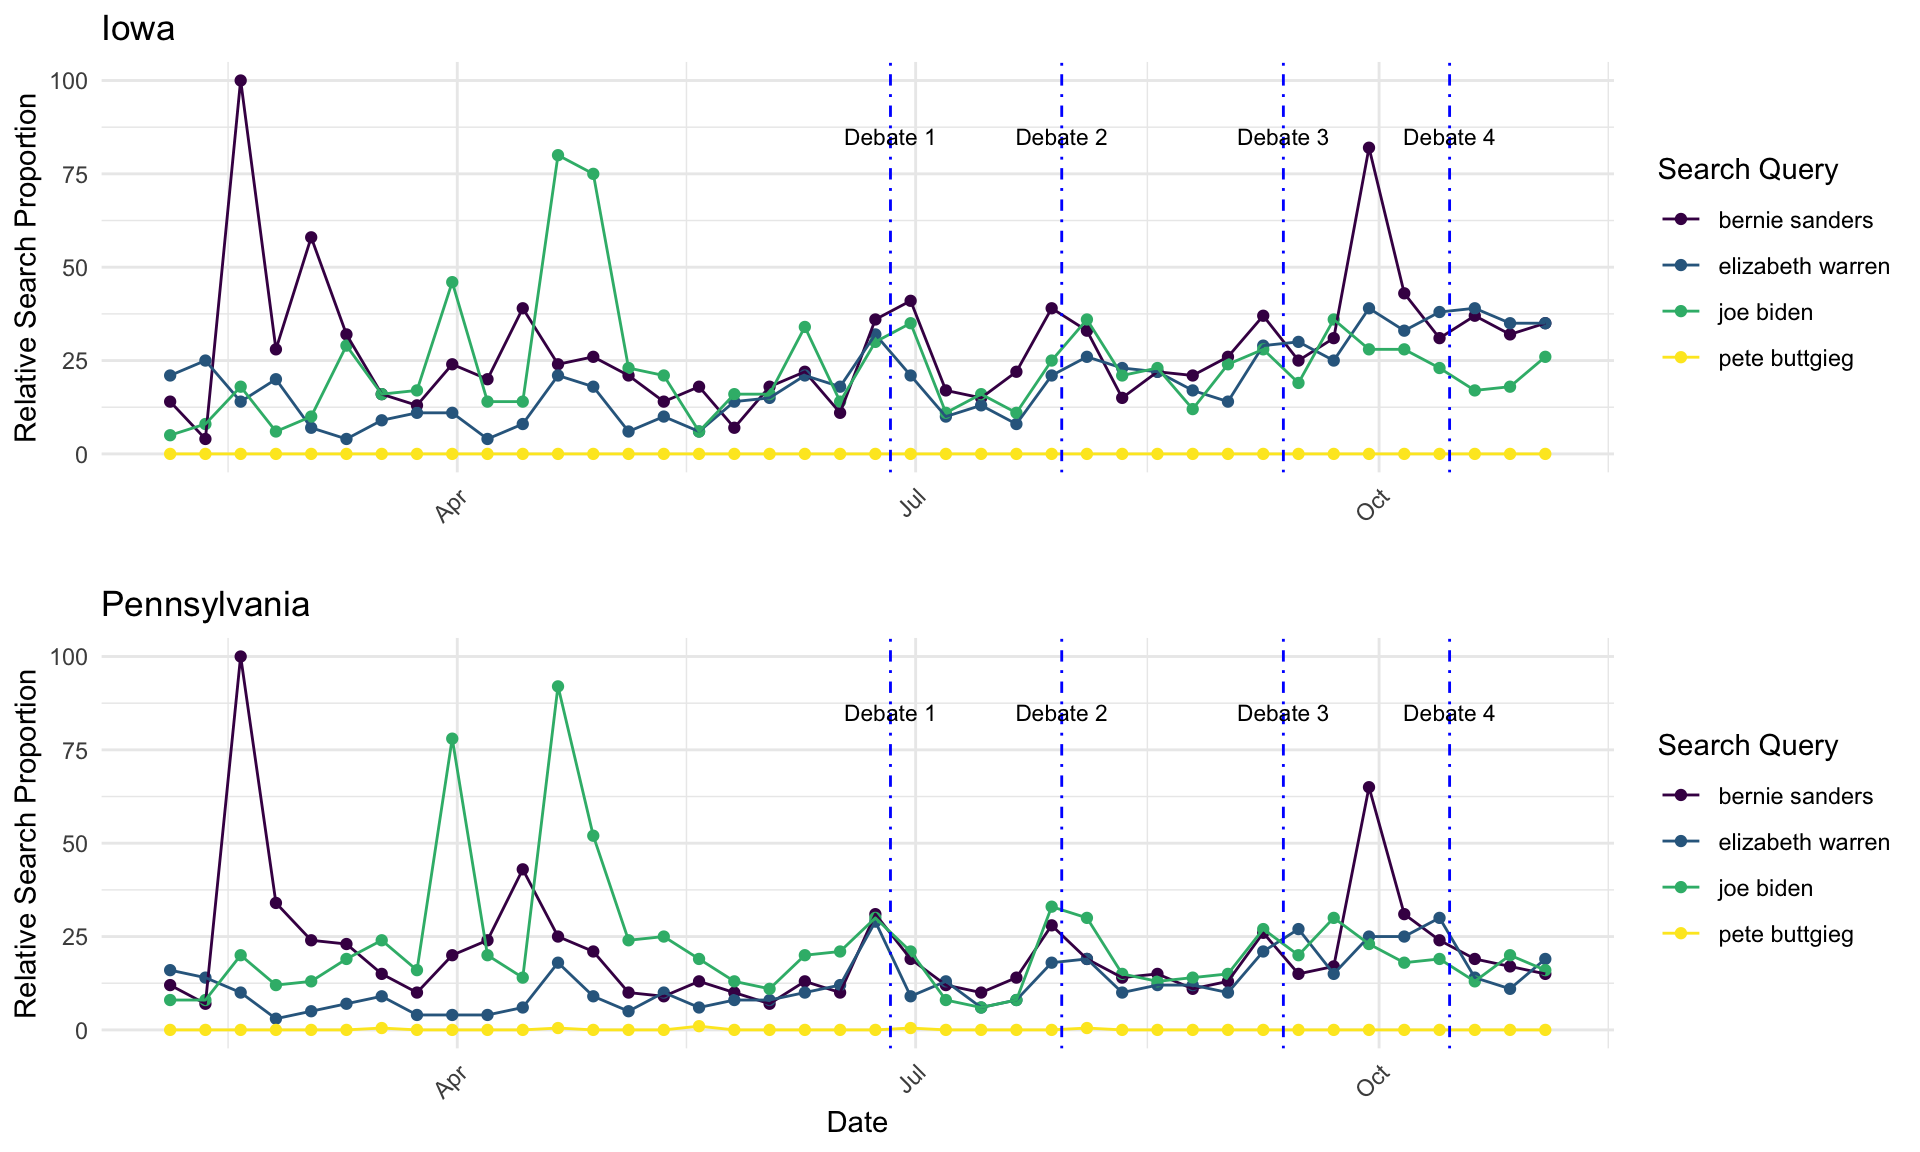 Iowa
Relative Search Proportion
100
75
50
25
0
Debate 1
Debate 2
Debate 3
Debate 4
Apr
Jul
Oct
Search Query
bernie sanders
elizabeth warren
joe biden
pete buttgieg
Pennsylvania
Relative Search Proportion
100
75
50
25
0
Debate 1
Debate 2
Debate 3
Debate 4
Apr
Jul
Oct
Date
Search Query
bernie sanders
elizabeth warren
joe biden
pete buttgieg